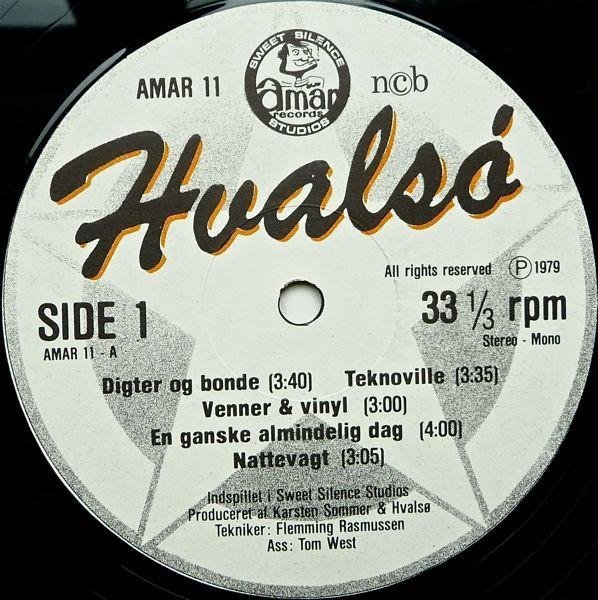 SWEET SILENCE
AMAR 11
Amar
records
ncb
STUDIOS
Hvalsø
All rights reserved Ⓟ 1979
SIDE 1
33 1/3 rpm
AMAR 11 - A
Stereo - Mono
Digter og bonde (3:40) Teknoville (3:35)
Venner & vinyl (3:00)
En ganske almindelig dag (4:00)
Nattevagt (3:05)
Indspillet i Sweet Silence Studios
Produceret af Karsten Sommer & Hvalsø
Tekniker: Flemming Rasmussen
Ass: Tom West